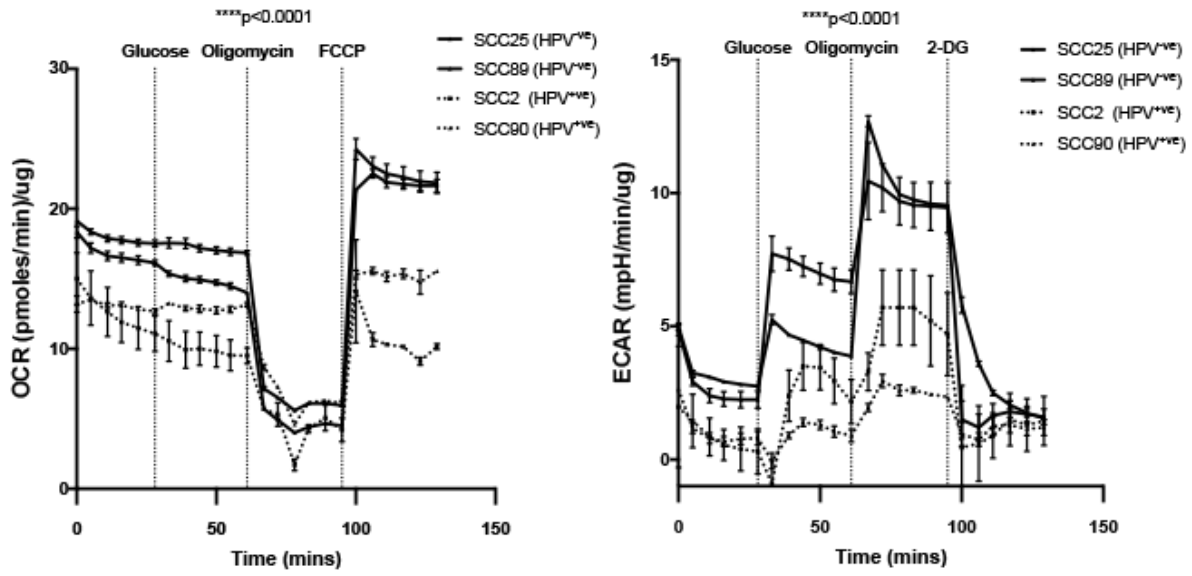 ****p<0.0001
Glucose Oligomycin FCCP
SCC25 (HPV-ve)
SCC89 (HPV-ve)
SCC2 (HPV+ve)
SCC90 (HPV+ve)
OCR (pmoles/min)/ug)
30
20
10
0
0 50 100 150
Time (mins)
****p<0.0001
Glucose Oligomycin 2-DG
SCC25 (HPV-ve)
SCC89 (HPV-ve)
SCC2 (HPV+ve)
SCC90 (HPV+ve)
ECAR (mpH/min/ug)
15
10
5
0
0 50 100 150
Time (mins)